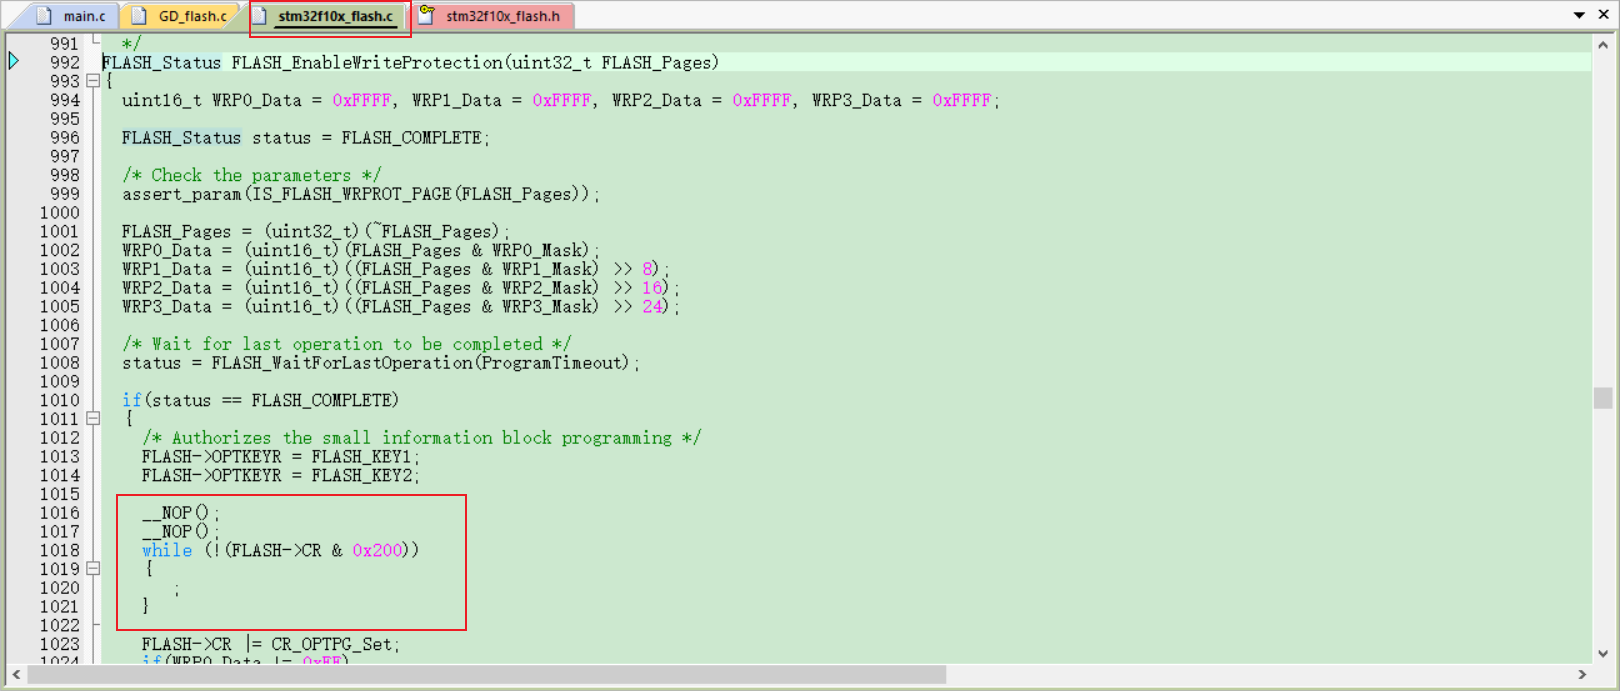 main.c GD_flash.c stm32f10x_flash.c stm32f10x_flash.h
991 */
992 FLASH_Status FLASH_EnableWriteProtection(uint32_t FLASH_Pages)
993 {
994 uint16_t WRP0_Data = 0xFFFF, WRP1_Data = 0xFFFF, WRP2_Data = 0xFFFF, WRP3_Data = 0xFFFF;
995
996 FLASH_Status status = FLASH_COMPLETE;
997
998 /* Check the parameters */
999 assert_param(IS_FLASH_WRPROT_PAGE(FLASH_Pages));
1000
1001 FLASH_Pages = (uint32_t)(~FLASH_Pages);
1002 WRP0_Data = (uint16_t)(FLASH_Pages & WRP0_Mask);
1003 WRP1_Data = (uint16_t)((FLASH_Pages & WRP1_Mask) >> 8);
1004 WRP2_Data = (uint16_t)((FLASH_Pages & WRP2_Mask) >> 16);
1005 WRP3_Data = (uint16_t)((FLASH_Pages & WRP3_Mask) >> 24);
1006
1007 /* Wait for last operation to be completed */
1008 status = FLASH_WaitForLastOperation(ProgramTimeout);
1009
1010 if(status == FLASH_COMPLETE)
1011 {
1012 /* Authorizes the small information block programming */
1013 FLASH->OPTKEYR = FLASH_KEY1;
1014 FLASH->OPTKEYR = FLASH_KEY2;
1015
1016 __NOP();
1017 __NOP();
1018 while (!(FLASH->CR & 0x200))
1019 {
1020 ;
1021 }
1022
1023 FLASH->CR |= CR_OPTPG_Set;
1024 if(WRP0_Data != 0xFF)